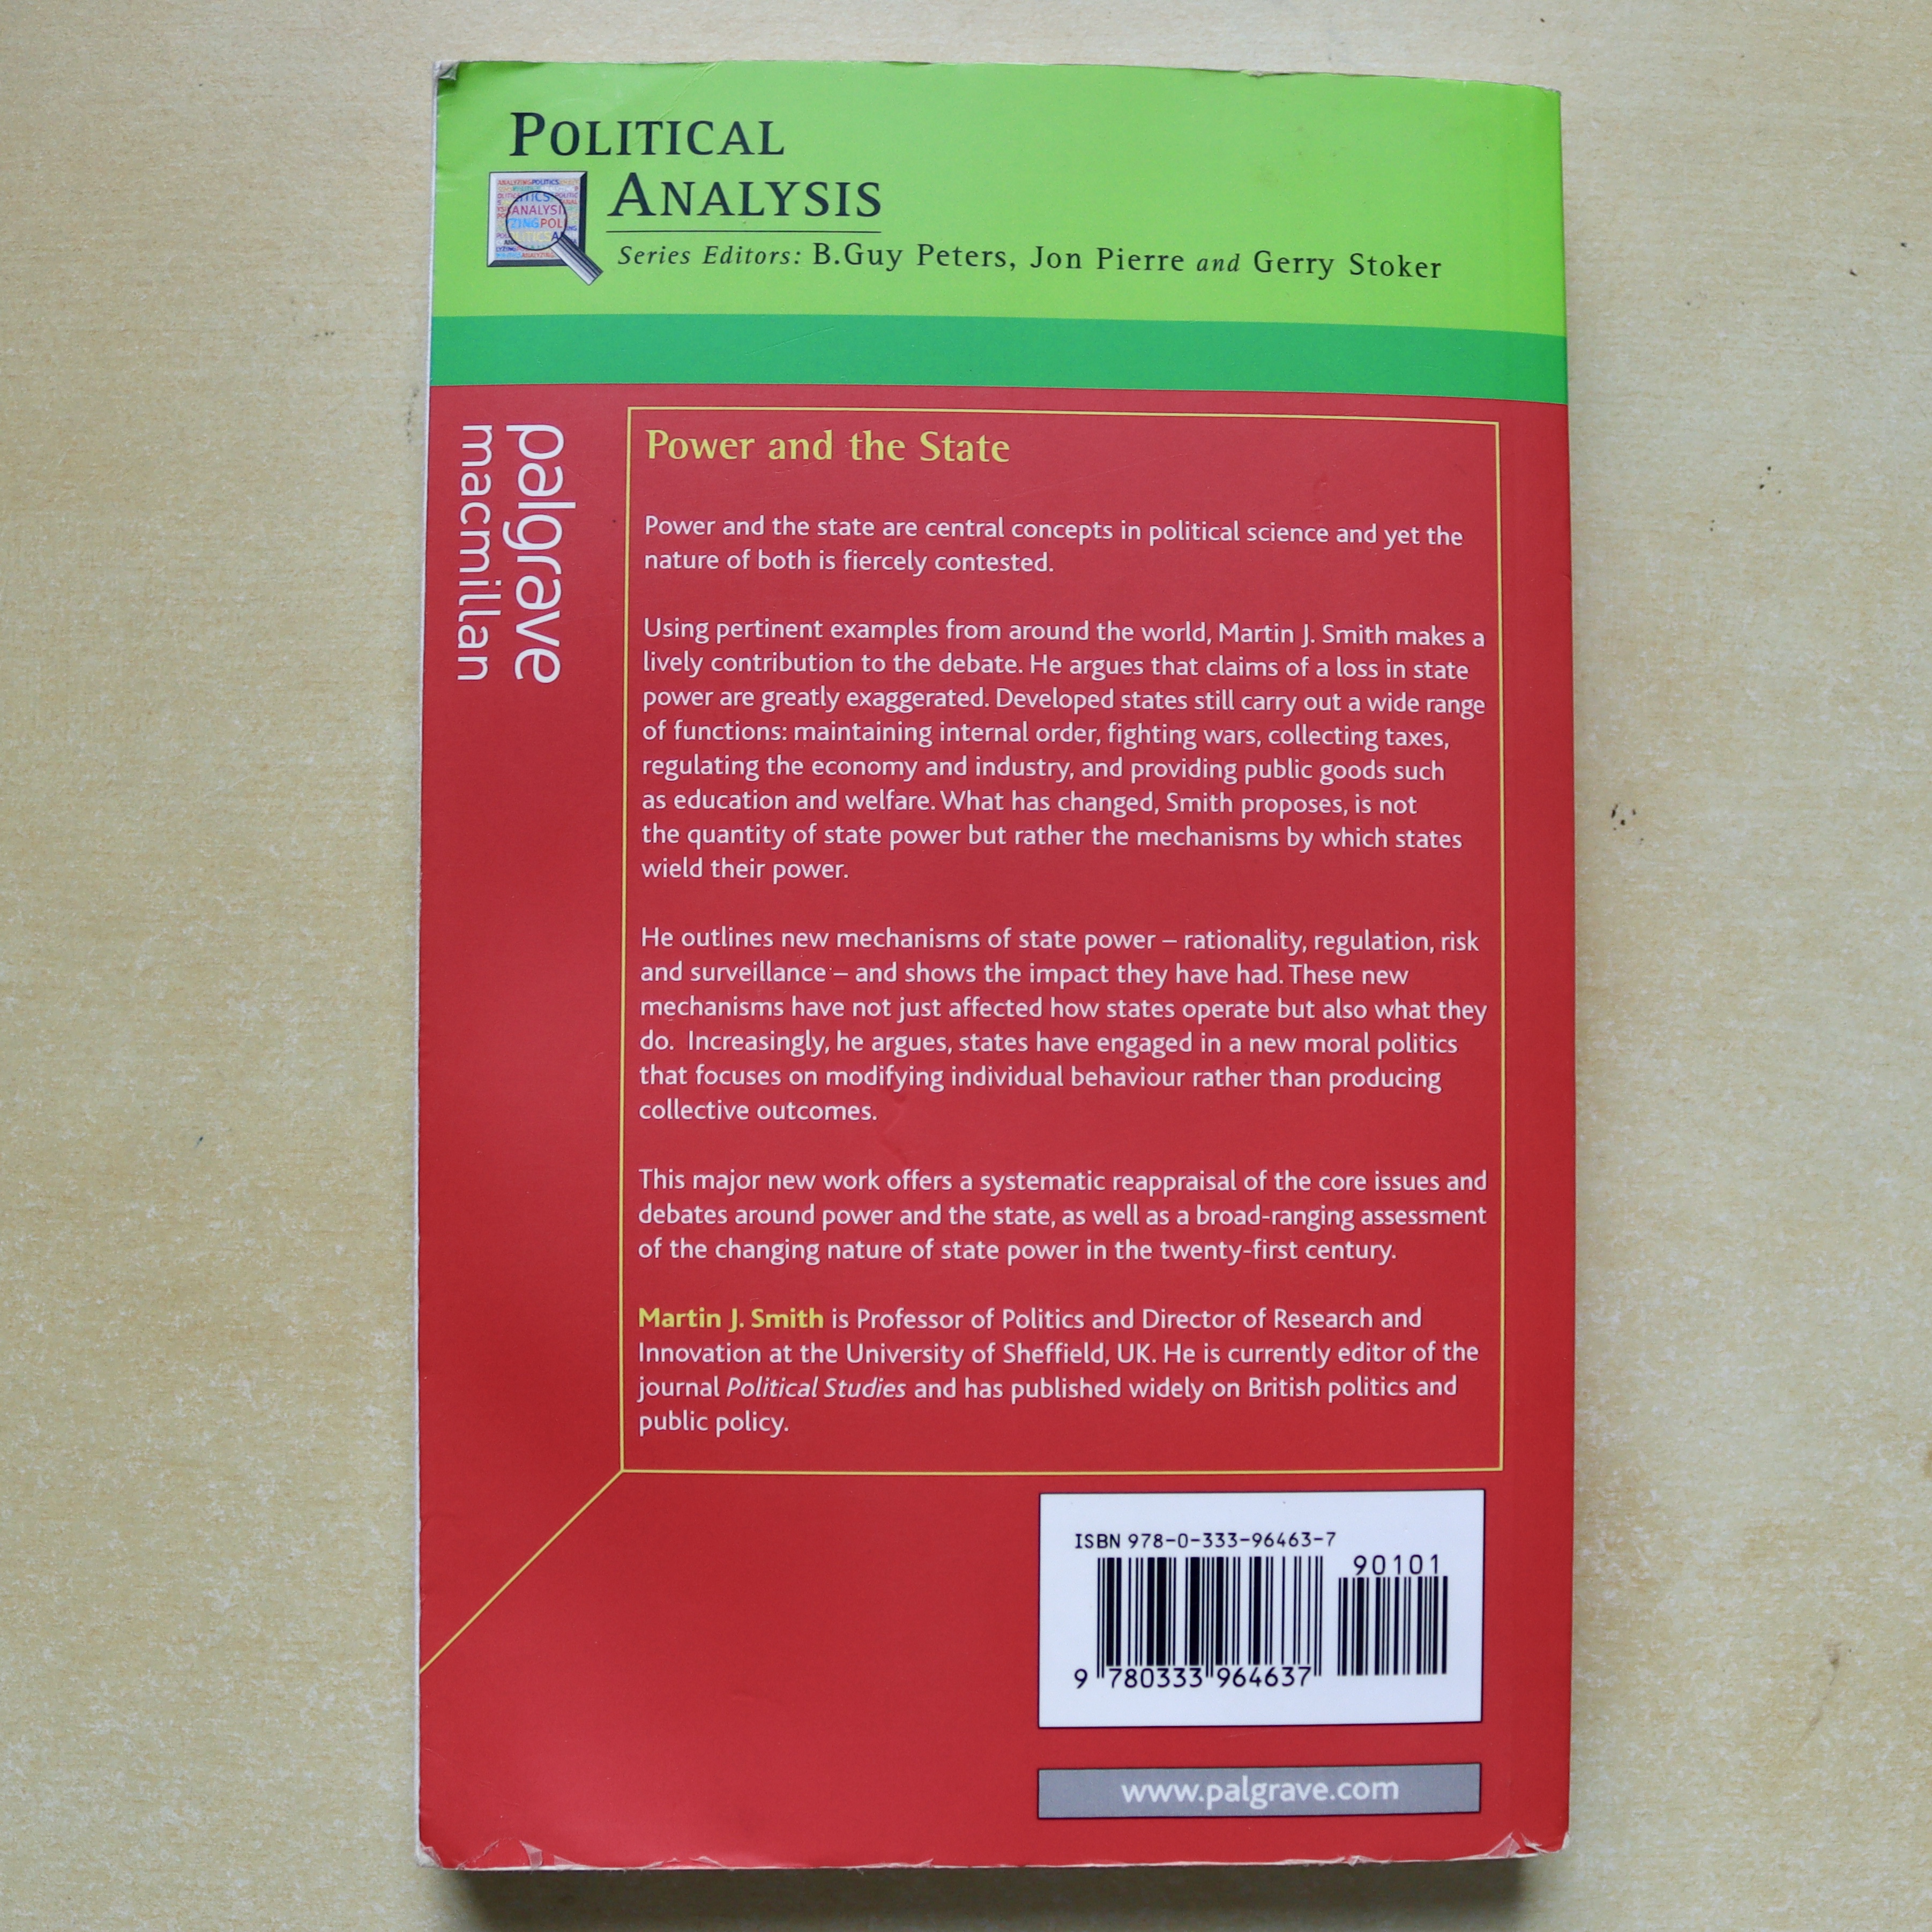 POLITICAL
ANALYSIS
Series Editors: B.Guy Peters, Jon Pierre and Gerry Stoker
palgrave
macmillan
Power and the State
Power and the state are central concepts in political science and yet the
nature of both is fiercely contested.
Using pertinent examples from around the world, Martin J. Smith makes a
lively contribution to the debate. He argues that claims of a loss in state
power are greatly exaggerated. Developed states still carry out a wide range
of functions: maintaining internal order, fighting wars, collecting taxes,
regulating the economy and industry, and providing public goods such
as education and welfare. What has changed, Smith proposes, is not
the quantity of state power but rather the mechanisms by which states
wield their power.
He outlines new mechanisms of state power – rationality, regulation, risk
and surveillance – and shows the impact they have had. These new
mechanisms have not just affected how states operate but also what they
do.  Increasingly, he argues, states have engaged in a new moral politics
that focuses on modifying individual behaviour rather than producing
collective outcomes.
This major new work offers a systematic reappraisal of the core issues and
debates around power and the state, as well as a broad-ranging assessment
of the changing nature of state power in the twenty-first century.
Martin J. Smith is Professor of Politics and Director of Research and
Innovation at the University of Sheffield, UK. He is currently editor of the
journal Political Studies and has published widely on British politics and
public policy.
ISBN 978-0-333-96463-7
90101
9 780333 964637
www.palgrave.com